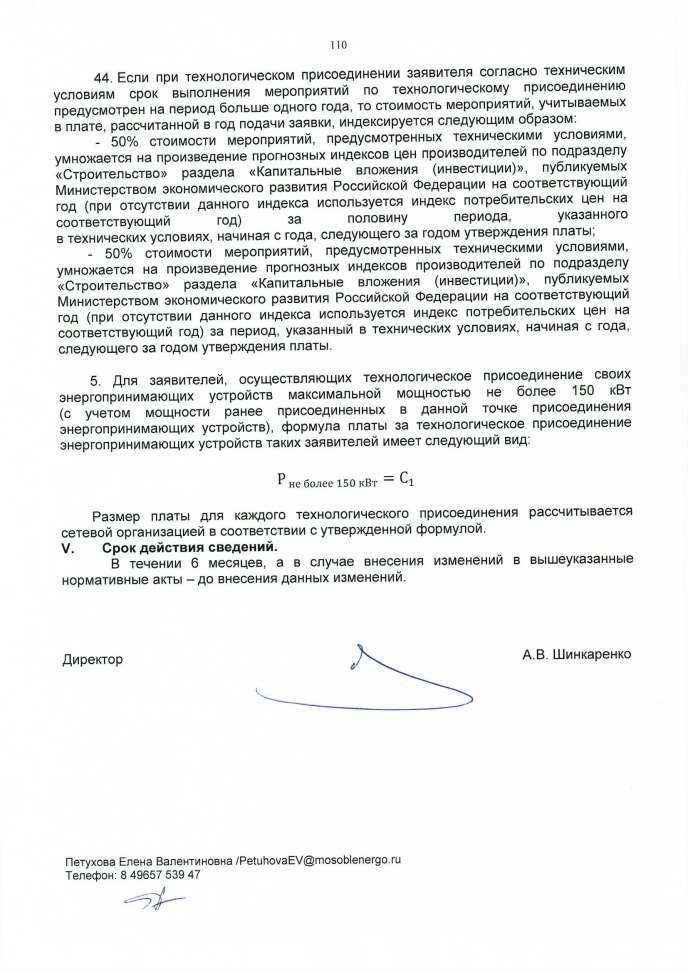 110
44. Если при технологическом присоединении заявителя согласно техническим
условиям срок выполнения мероприятий по технологическому присоединению
предусмотрен на период больше одного года, то стоимость мероприятий, учитываемых
в плате, рассчитанной в год подачи заявки, индексируется следующим образом:
- 50% стоимости мероприятий, предусмотренных техническими условиями,
умножается на произведение прогнозных индексов цен производителей по подразделу
«Строительство» раздела «Капитальные вложения (инвестиции)», публикуемых
Министерством экономического развития Российской Федерации на соответствующий
год (при отсутствии данного индекса используется индекс потребительских цен на
соответствующий год) за половину периода, указанного
в технических условиях, начиная с года, следующего за годом утверждения платы;
- 50% стоимости мероприятий, предусмотренных техническими условиями,
умножается на произведение прогнозных индексов производителей по подразделу
«Строительство» раздела «Капитальные вложения (инвестиции)», публикуемых
Министерством экономического развития Российской Федерации на соответствующий
год (при отсутствии данного индекса используется индекс потребительских цен на
соответствующий год) за период, указанный в технических условиях, начиная с года,
следующего за годом утверждения платы.
5. Для заявителей, осуществляющих технологическое присоединение своих
энергопринимающих устройств максимальной мощностью не более 150 кВт
(с учетом мощности ранее присоединенных в данной точке присоединения
энергопринимающих устройств), формула платы за технологическое присоединение
энергопринимающих устройств таких заявителей имеет следующий вид:
P не более 150 кВт = C₁
Размер платы для каждого технологического присоединения рассчитывается
сетевой организацией в соответствии с утвержденной формулой.
V. Срок действия сведений.
В течении 6 месяцев, а в случае внесения изменений в вышеуказанные
нормативные акты – до внесения данных изменений.
Директор А.В. Шинкаренко
Петухова Елена Валентиновна /PetuhovaEV@mosoblenergo.ru
Телефон: 8 49657 539 47